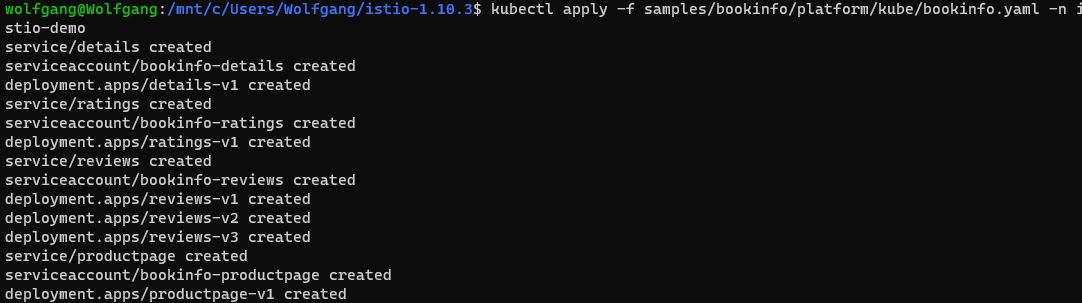 wolfgang@Wolfgang:/mnt/c/Users/Wolfgang/istio-1.10.3$ kubectl apply -f samples/bookinfo/platform/kube/bookinfo.yaml -n i
stio-demo
service/details created
serviceaccount/bookinfo-details created
deployment.apps/details-v1 created
service/ratings created
serviceaccount/bookinfo-ratings created
deployment.apps/ratings-v1 created
service/reviews created
serviceaccount/bookinfo-reviews created
deployment.apps/reviews-v1 created
deployment.apps/reviews-v2 created
deployment.apps/reviews-v3 created
service/productpage created
serviceaccount/bookinfo-productpage created
deployment.apps/productpage-v1 created